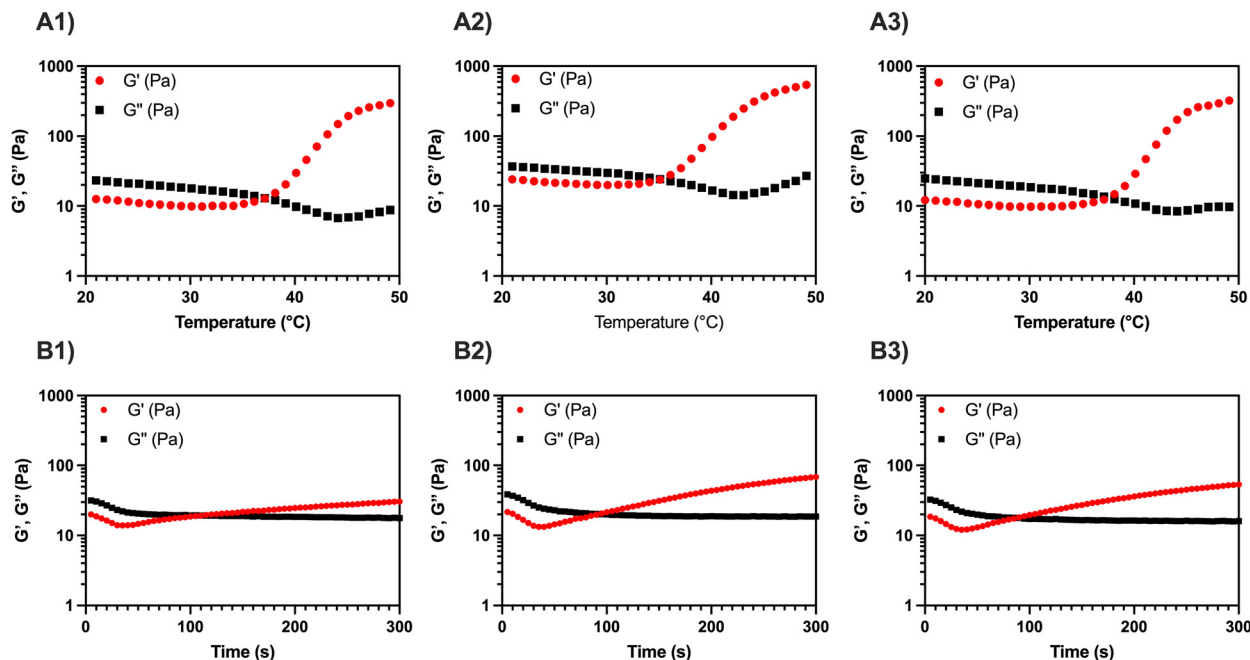 A1)
A2)
A3)
1000
100
10
1
G', G” (Pa)
G' (Pa)
G" (Pa)
20
30
40
50
Temperature (°C)
1000
100
10
1
G', G” (Pa)
G' (Pa)
G" (Pa)
20
30
40
50
Temperature (°C)
1000
100
10
1
G', G” (Pa)
G' (Pa)
G" (Pa)
20
30
40
50
Temperature (°C)
B1)
B2)
B3)
1000
100
10
1
G', G” (Pa)
G' (Pa)
G" (Pa)
0
100
200
300
Time (s)
1000
100
10
1
G', G” (Pa)
G' (Pa)
G" (Pa)
0
100
200
300
Time (s)
1000
100
10
1
G', G” (Pa)
G' (Pa)
G" (Pa)
0
100
200
300
Time (s)